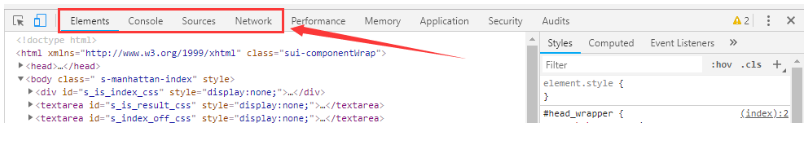 Elements Console Sources Network Performance Memory Application Security Audits 2
<!doctype html>
<html xmlns="http://www.w3.org/1999/xhtml" class="sui-componentWrap">
<head>…</head>
<body class=" s-manhattan-index" style>
<div id="s_is_index_css" style="display:none;">…</div>
<textarea id="s_is_result_css" style="display:none;">…</textarea>
<textarea id="s_index_off_css" style="display:none;">…</textarea>
Styles Computed Event Listeners »
Filter :hov .cls +
element.style {
}
#head_wrapper { (index):2